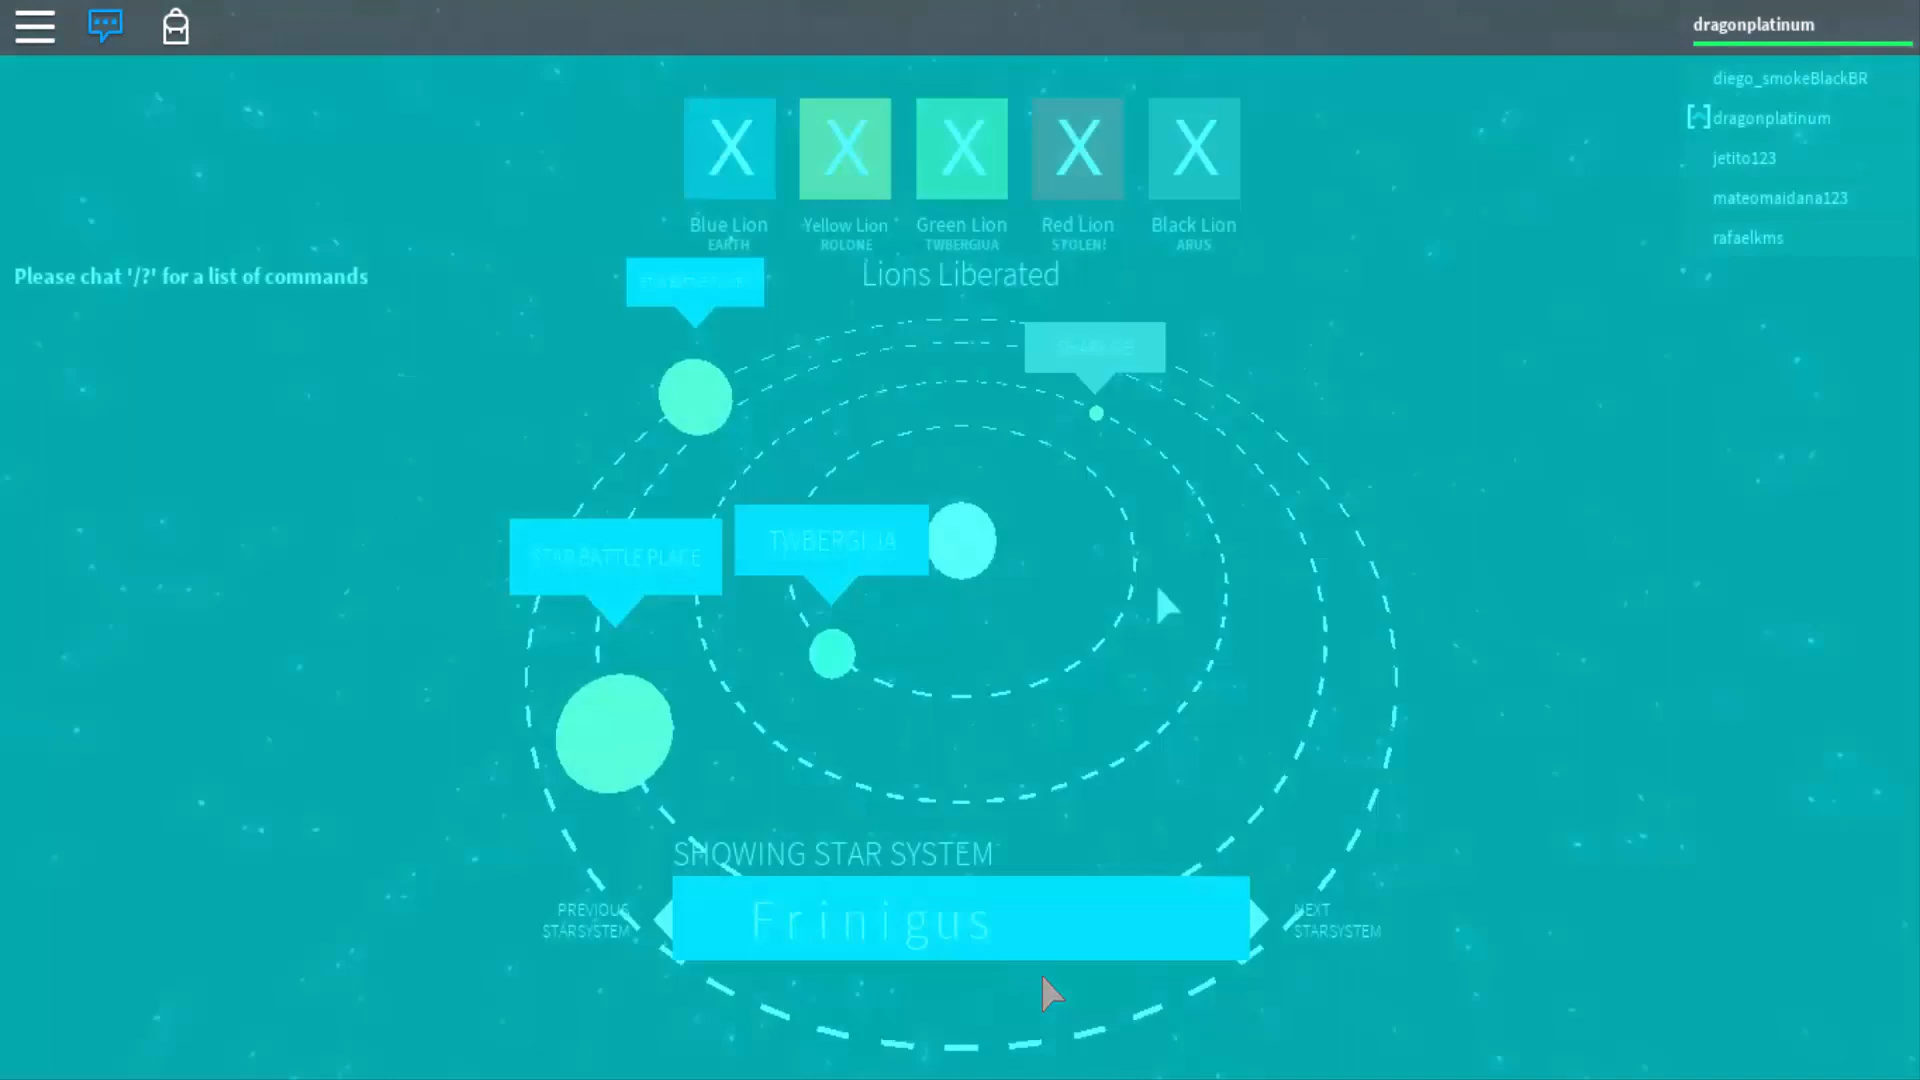 dragonplatinum
diego_smokeBlackBR
dragonplatinum
jetito123
mateomaidana123
rafaelkms
X X X X X
Blue Lion Yellow Lion Green Lion Red Lion Black Lion
EARTH ROLONE TWBERGIUA STOLEN! ARUS
Please chat '/?' for a list of commands
Lions Liberated
STAR BATTLE PLACE
TWBERGIUA
SHOWING STAR SYSTEM
Frinigus
PREVIOUS
STARSYSTEM
NEXT
STARSYSTEM